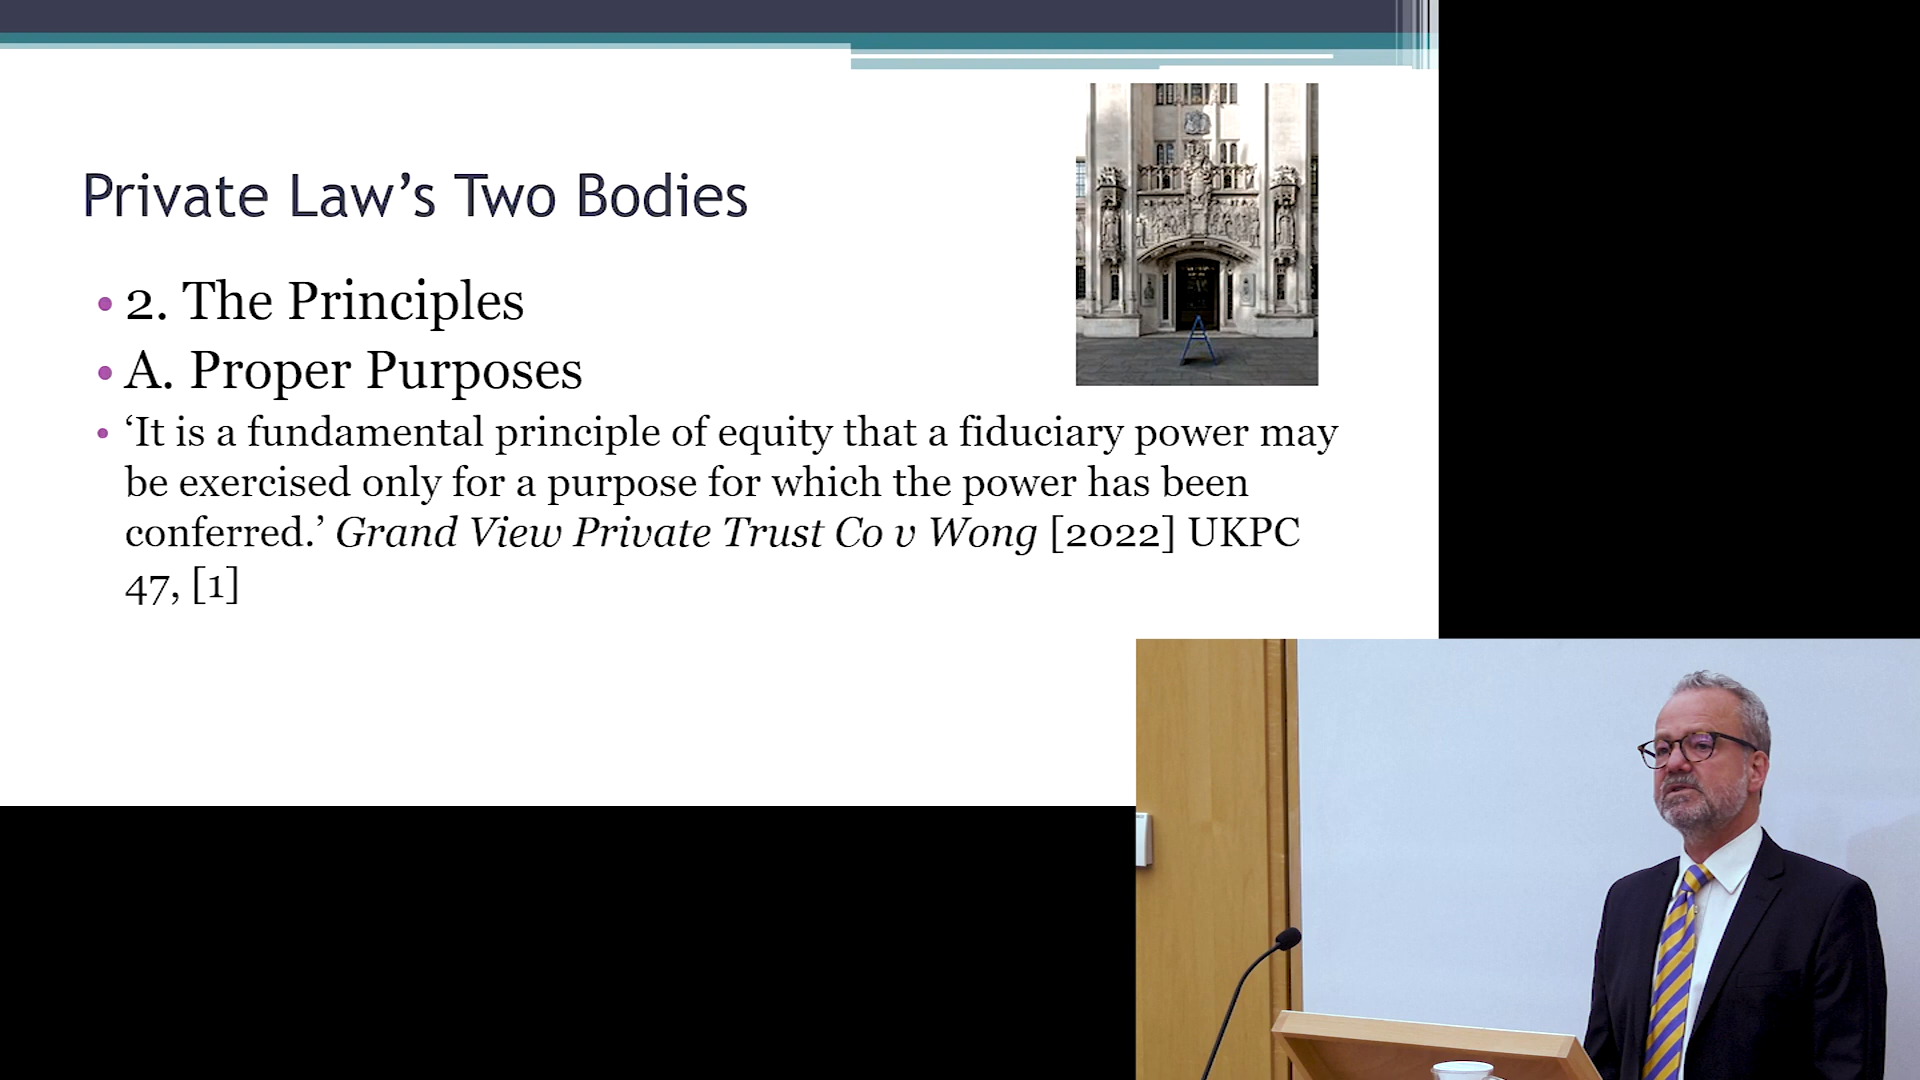 Private Law’s Two Bodies
• 2. The Principles
• A. Proper Purposes
• ‘It is a fundamental principle of equity that a fiduciary power may
be exercised only for a purpose for which the power has been
conferred.’ Grand View Private Trust Co v Wong [2022] UKPC
47, [1]